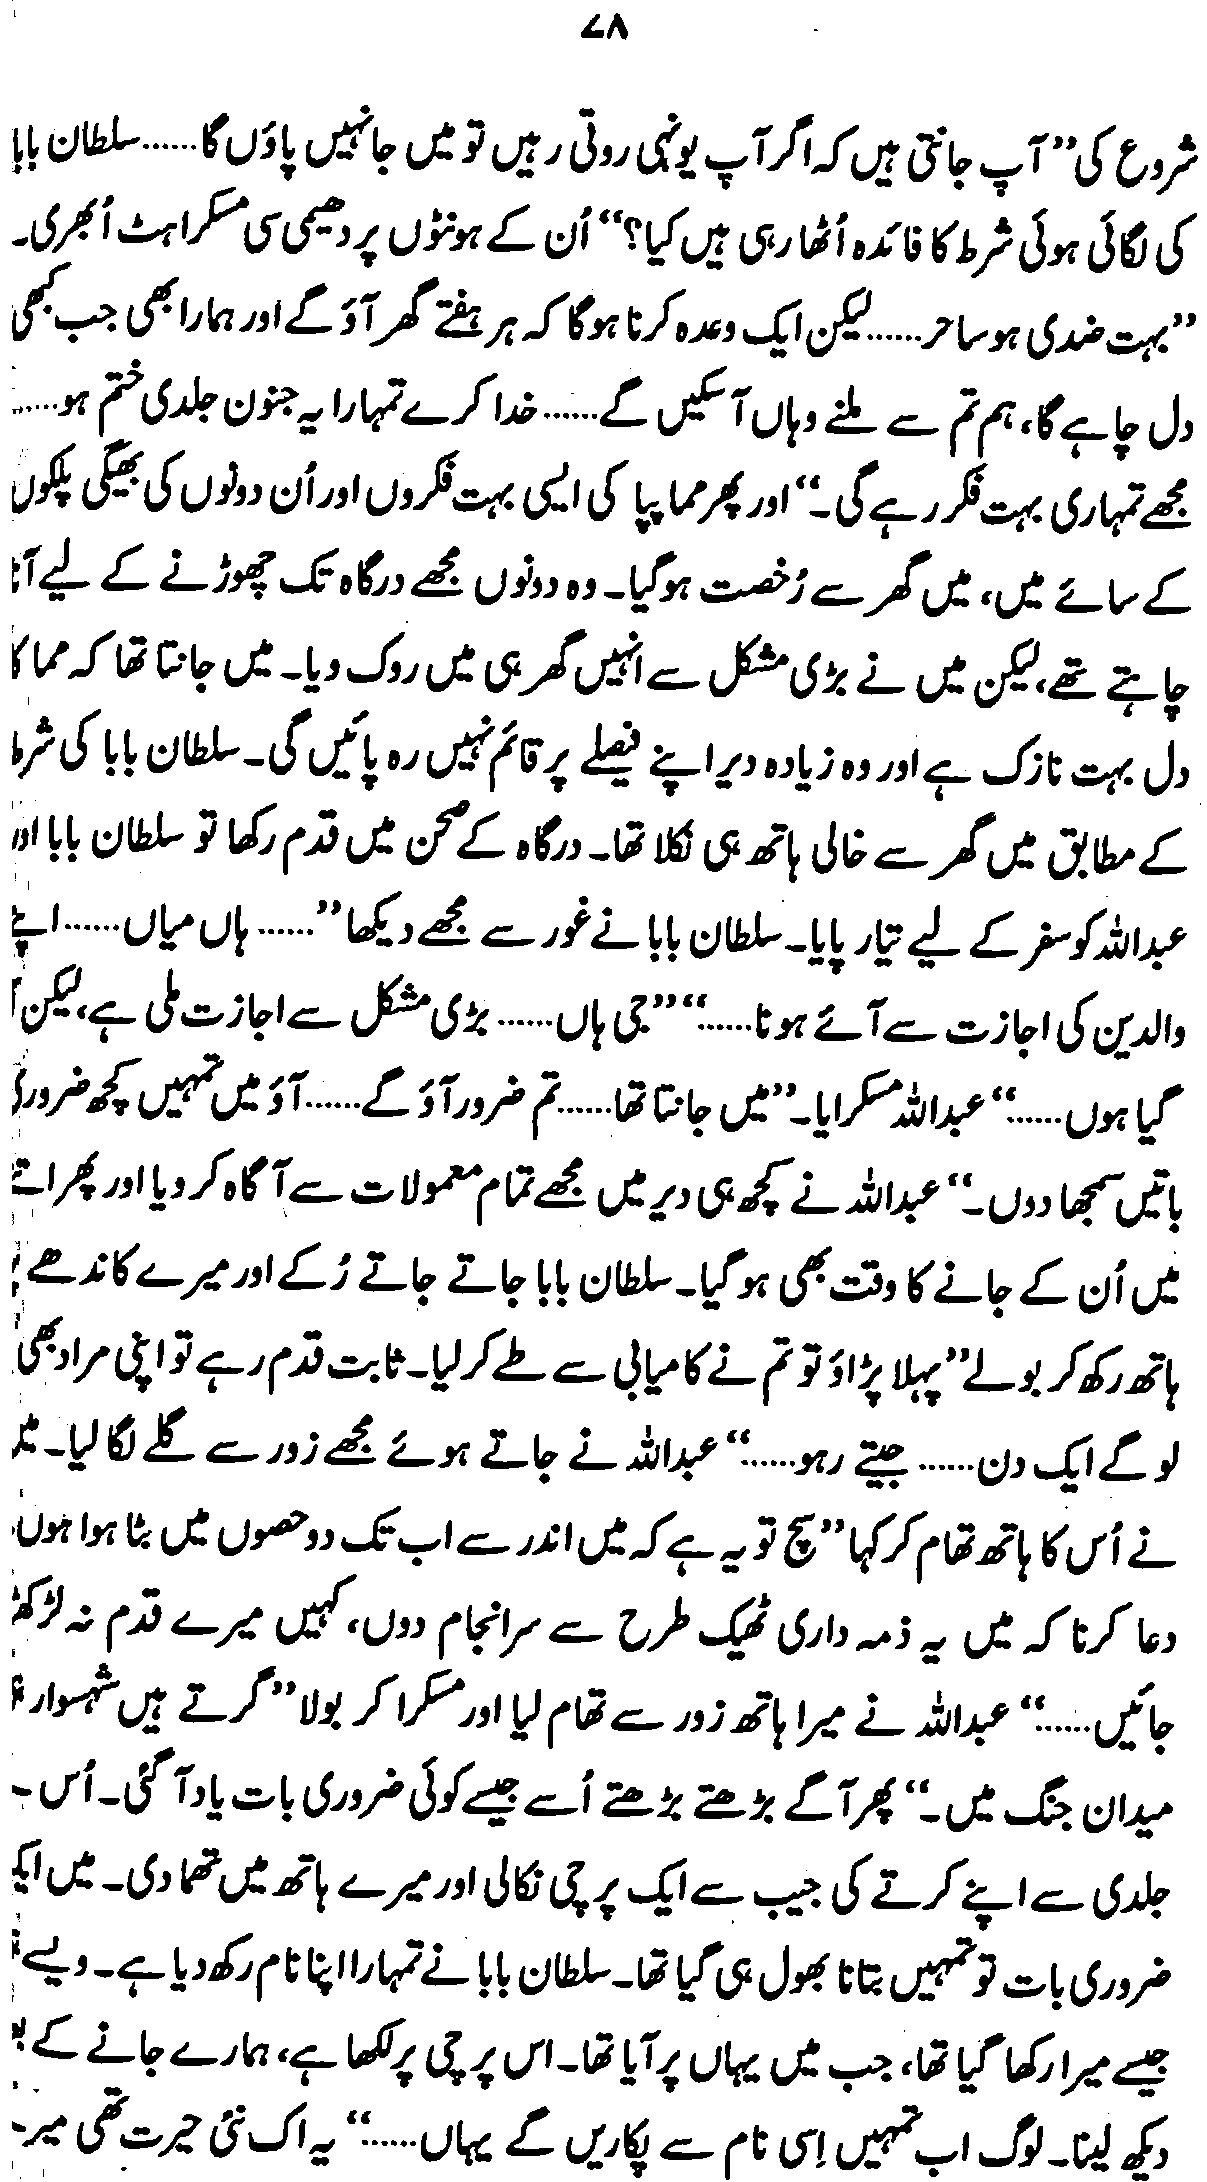 ۷۸
شروع کی ”آپ جانتی ہیں کہ اگر آپ یونہی روتی رہیں تو میں جا نہیں پاؤں گا...... سلطان بابا
کی لگائی ہوئی شرط کا فائدہ اُٹھا رہی ہیں کیا؟“ اُن کے ہونٹوں پر دھیمی سی مسکراہٹ اُبھری۔
”بہت ضدی ہو ساحر...... لیکن ایک وعدہ کرنا ہوگا کہ ہر ہفتے گھر آؤ گے اور ہمارا بھی جب کبھی
دل چاہے گا، ہم تم سے ملنے وہاں آ سکیں گے...... خدا کرے تمہارا یہ جنون جلدی ختم ہو......
مجھے تمہاری بہت فکر رہے گی۔“ اور پھر مما پپا کی ایسی بہت فکروں اور اُن دونوں کی بھیگی پلکوں
کے سائے میں، میں گھر سے رُخصت ہوگیا۔ وہ دونوں مجھے درگاہ تک چھوڑنے کے لیے
چاہتے تھے، لیکن میں نے بڑی مشکل سے انہیں گھر ہی میں روک دیا۔ میں جانتا تھا کہ مما کا
دل بہت نازک ہے اور وہ زیادہ دیر اپنے فیصلے پر قائم نہیں رہ پائیں گی۔ سلطان بابا کی شرط
کے مطابق میں گھر سے خالی ہاتھ ہی نکلا تھا۔ درگاہ کے صحن میں قدم رکھا تو سلطان بابا اور
عبداللہ کو سفر کے لیے تیار پایا۔ سلطان بابا نے غور سے مجھے دیکھا ”...... ہاں میاں...... اپنے
والدین کی اجازت سے آئے ہو نا......“ ”جی ہاں...... بڑی مشکل سے اجازت ملی ہے، لیکن
گیا ہوں......“ عبداللہ مسکرایا۔ ”میں جانتا تھا...... تم ضرور آؤ گے...... آؤ میں تمہیں کچھ ضروری
باتیں سمجھا دوں۔“ عبداللہ نے کچھ ہی دیر میں مجھے تمام معمولات سے آگاہ کر دیا اور پھر اتنے
میں اُن کے جانے کا وقت بھی ہوگیا۔ سلطان بابا جاتے جاتے رُکے اور میرے کاندھے
ہاتھ رکھ کر بولے ”پہلا پڑاؤ تو تم نے کامیابی سے طے کر لیا۔ ثابت قدم رہے تو اپنی مراد بھی
لو گے ایک دن...... جیتے رہو......“ عبداللہ نے جاتے ہوئے مجھے زور سے گلے لگا لیا۔ میں
نے اُس کا ہاتھ تھام کر کہا ”سچ تو یہ ہے کہ میں اندر سے اب تک دو حصوں میں بٹا ہوا ہوں
دعا کرنا کہ میں یہ ذمہ داری ٹھیک طرح سے سرانجام دوں، کہیں میرے قدم نہ
جائیں......“ عبداللہ نے میرا ہاتھ زور سے تھام لیا اور مسکرا کر بولا ”گرتے ہیں شہسوار
میدان جنگ میں۔“ پھر آگے بڑھتے بڑھتے اُسے جیسے کوئی ضروری بات یاد آ گئی۔ اُس
جلدی سے اپنے کرتے کی جیب سے ایک پرچی نکالی اور میرے ہاتھ میں تھما دی۔ میں ایک
ضروری بات تو تمہیں بتانا بھول ہی گیا تھا۔ سلطان بابا نے تمہارا اپنا نام رکھ دیا ہے۔ ویسے
جیسے میرا رکھا گیا تھا، جب میں یہاں پر آیا تھا۔ اس پرچی پر لکھا ہے، ہمارے جانے کے
دیکھ لینا۔ لوگ اب تمہیں اِسی نام سے پکاریں گے یہاں......“ یہ اک نئی حیرت تھی